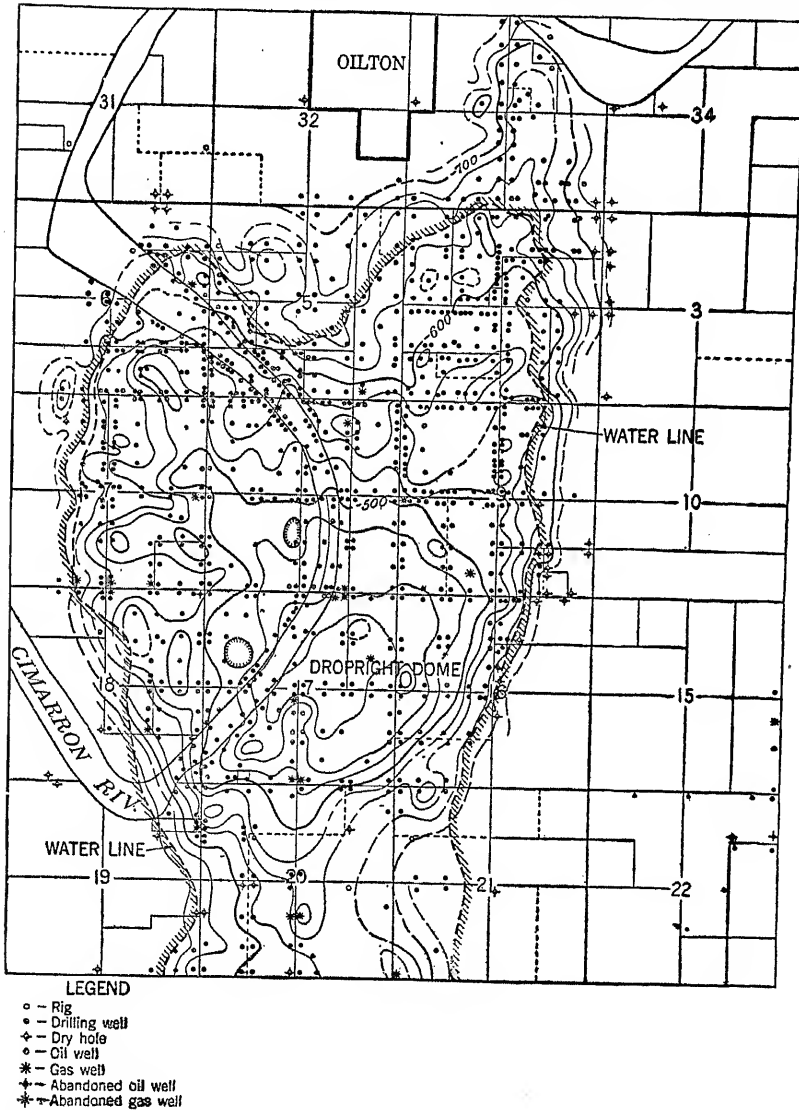 OILTON
31
32
34
-700
5
3
-600
WATER LINE
7
10
-500
DROPRIGHT DOME
18
17
15
CIMARRON RIV.
WATER LINE
19
20
21
22
LEGEND
– Rig
– Drilling well
– Dry hole
– Oil well
– Gas well
– Abandoned oil well
– Abandoned gas well